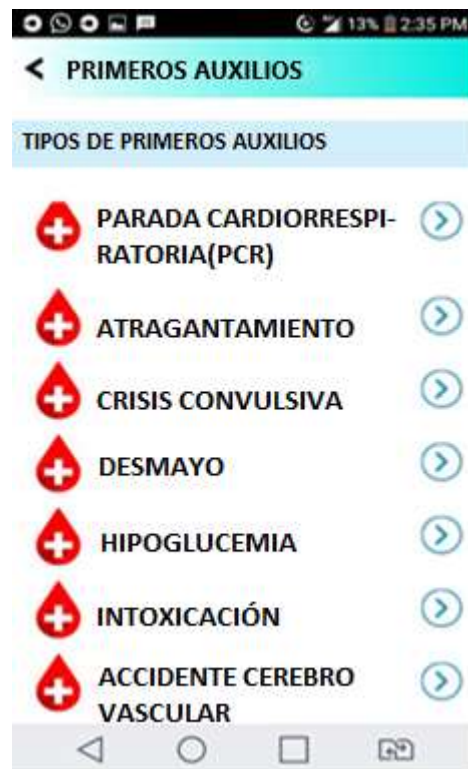 13% 2:35 PM
PRIMEROS AUXILIOS
TIPOS DE PRIMEROS AUXILIOS
PARADA CARDIORRESPI-
RATORIA(PCR)
ATRAGANTAMIENTO
CRISIS CONVULSIVA
DESMAYO
HIPOGLUCEMIA
INTOXICACIÓN
ACCIDENTE CEREBRO
VASCULAR